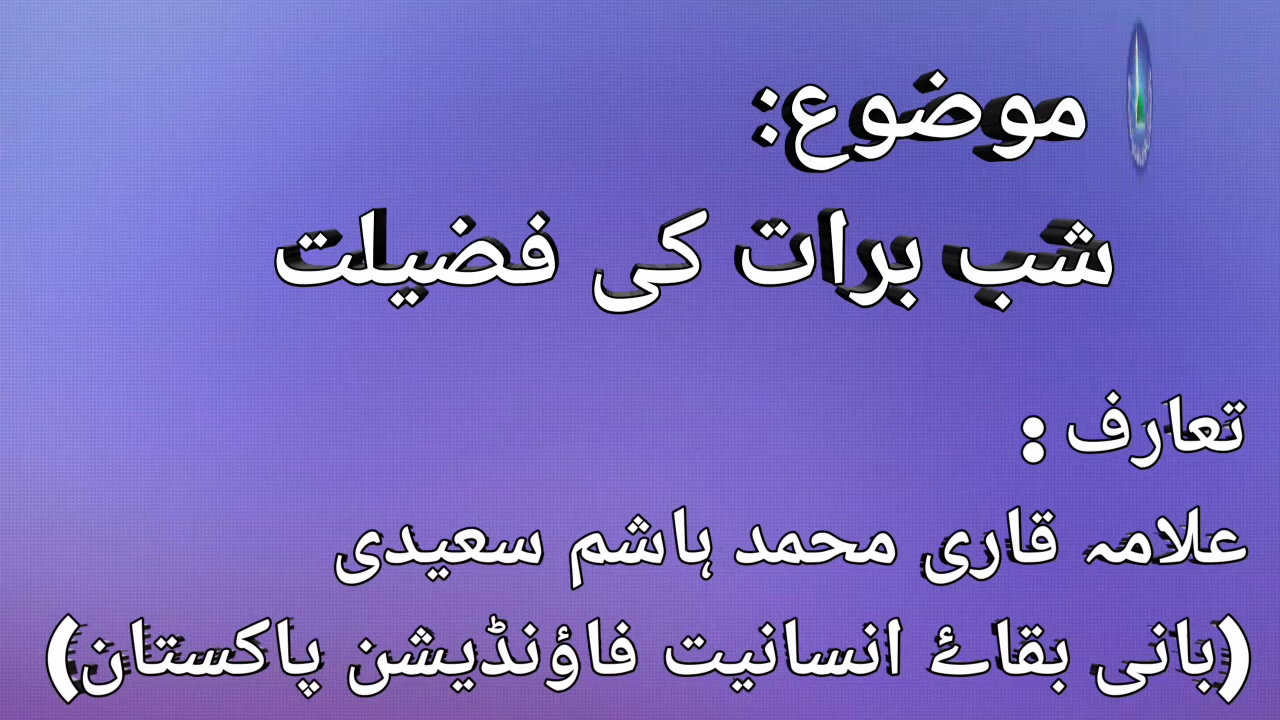 موضوع:
شب برات کی فضیلت
تعارف :
علامہ قاری محمد ہاشم سعیدی
(بانی بقائے انسانیت فاؤنڈیشن پاکستان)